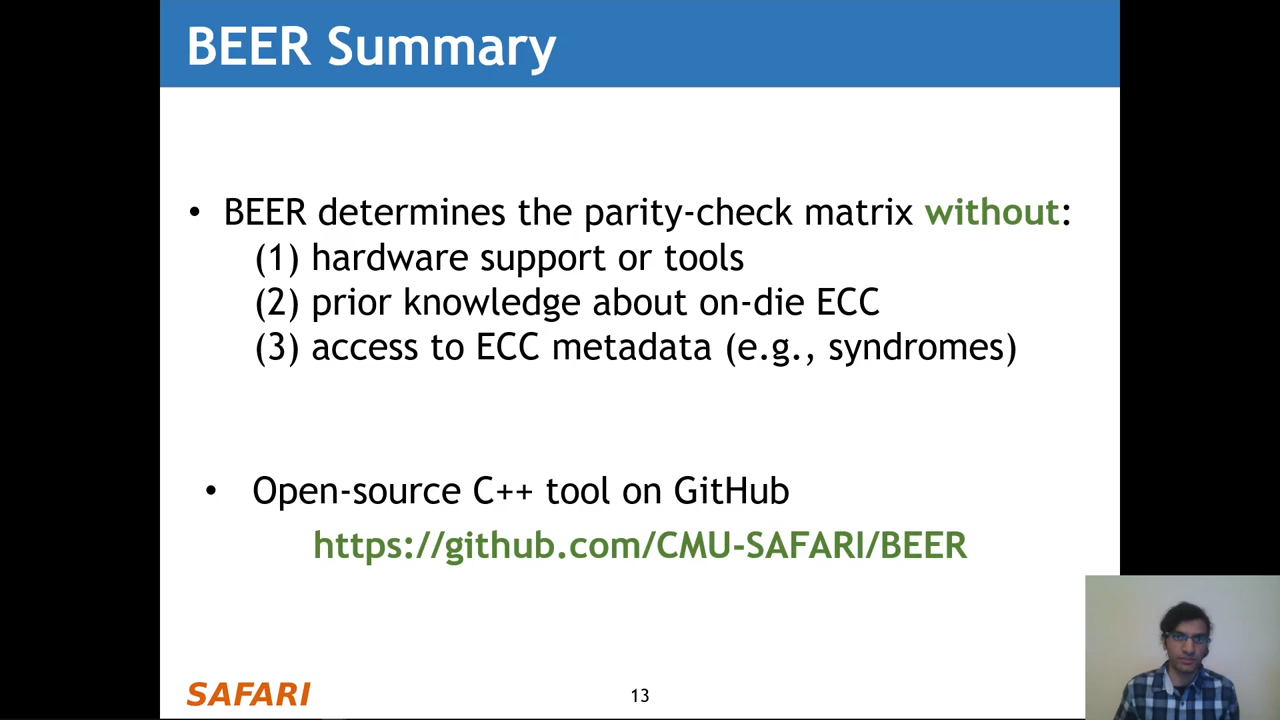 BEER Summary
• BEER determines the parity-check matrix without:
(1) hardware support or tools
(2) prior knowledge about on-die ECC
(3) access to ECC metadata (e.g., syndromes)
• Open-source C++ tool on GitHub
https://github.com/CMU-SAFARI/BEER
SAFARI
13